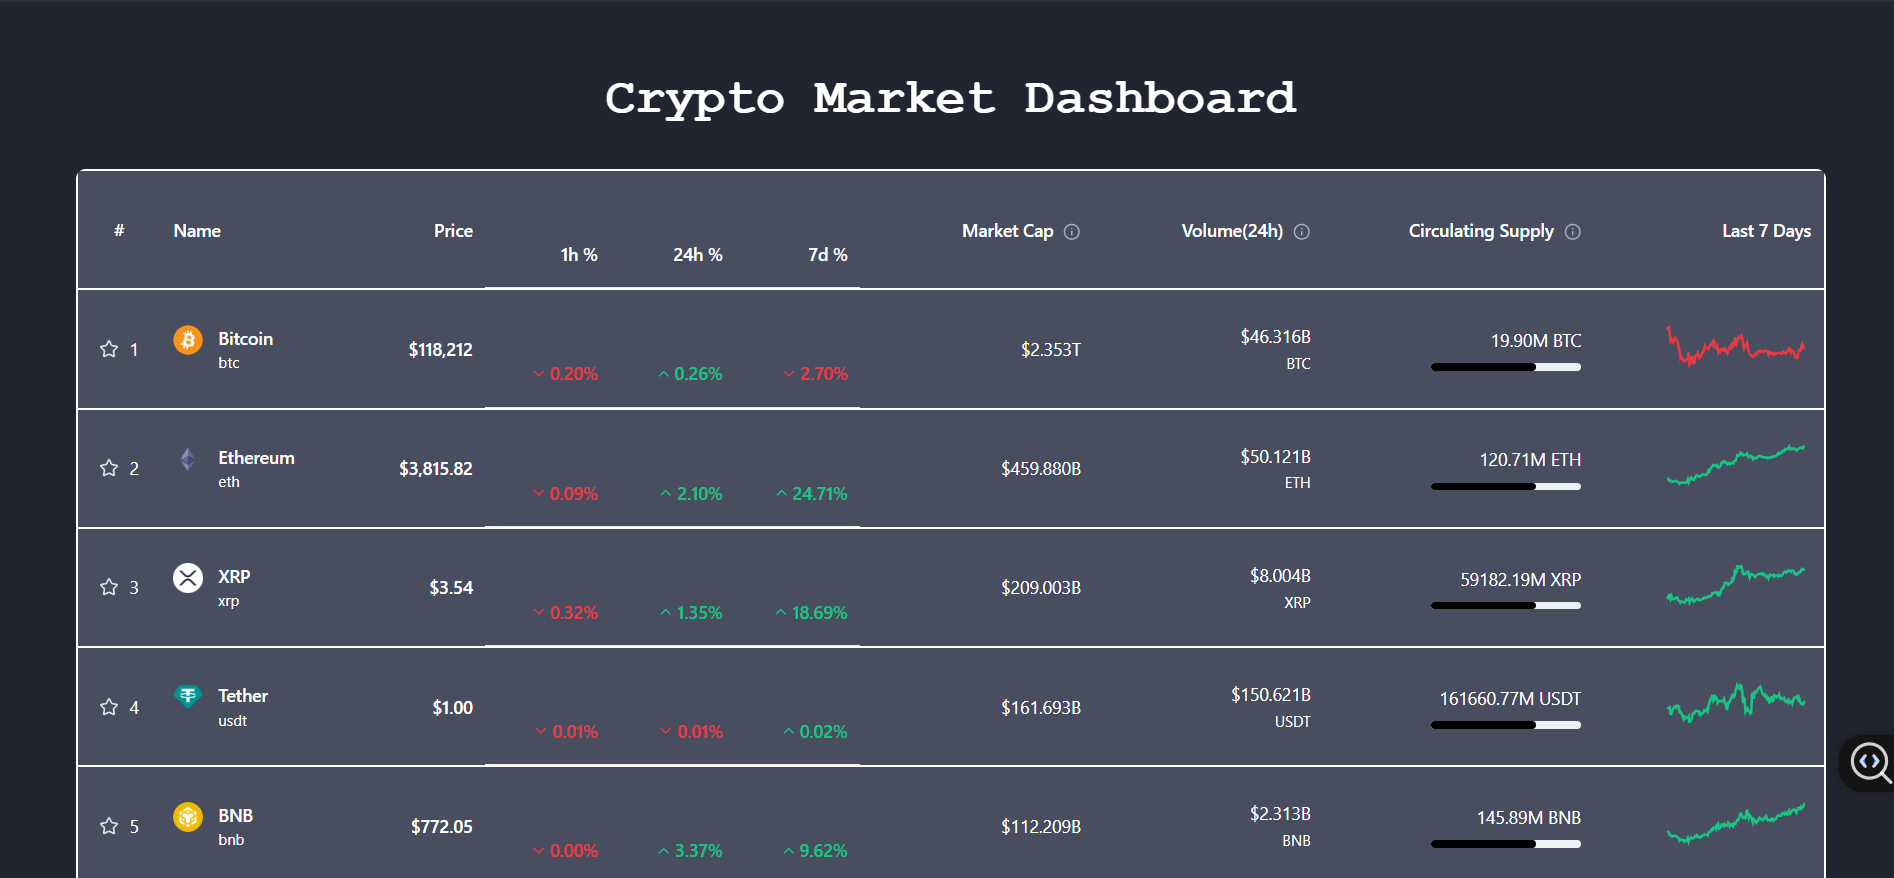 Crypto Market Dashboard
# Name Price 1h % 24h % 7d % Market Cap Volume(24h) Circulating Supply Last 7 Days
1 Bitcoin $118,212 0.20% 0.26% 2.70% $2.353T $46.316B 19.90M BTC
btc BTC
2 Ethereum $3,815.82 0.09% 2.10% 24.71% $459.880B $50.121B 120.71M ETH
eth ETH
3 XRP $3.54 0.32% 1.35% 18.69% $209.003B $8.004B 59182.19M XRP
xrp XRP
4 Tether $1.00 0.01% 0.01% 0.02% $161.693B $150.621B 161660.77M USDT
usdt USDT
5 BNB $772.05 0.00% 3.37% 9.62% $112.209B $2.313B 145.89M BNB
bnb BNB